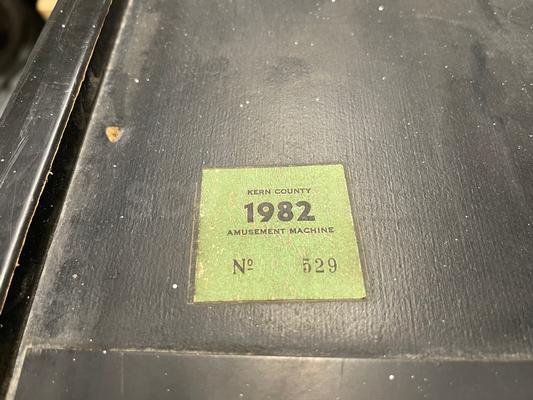 KERN COUNTY
1982
AMUSEMENT MACHINE
Nº 529